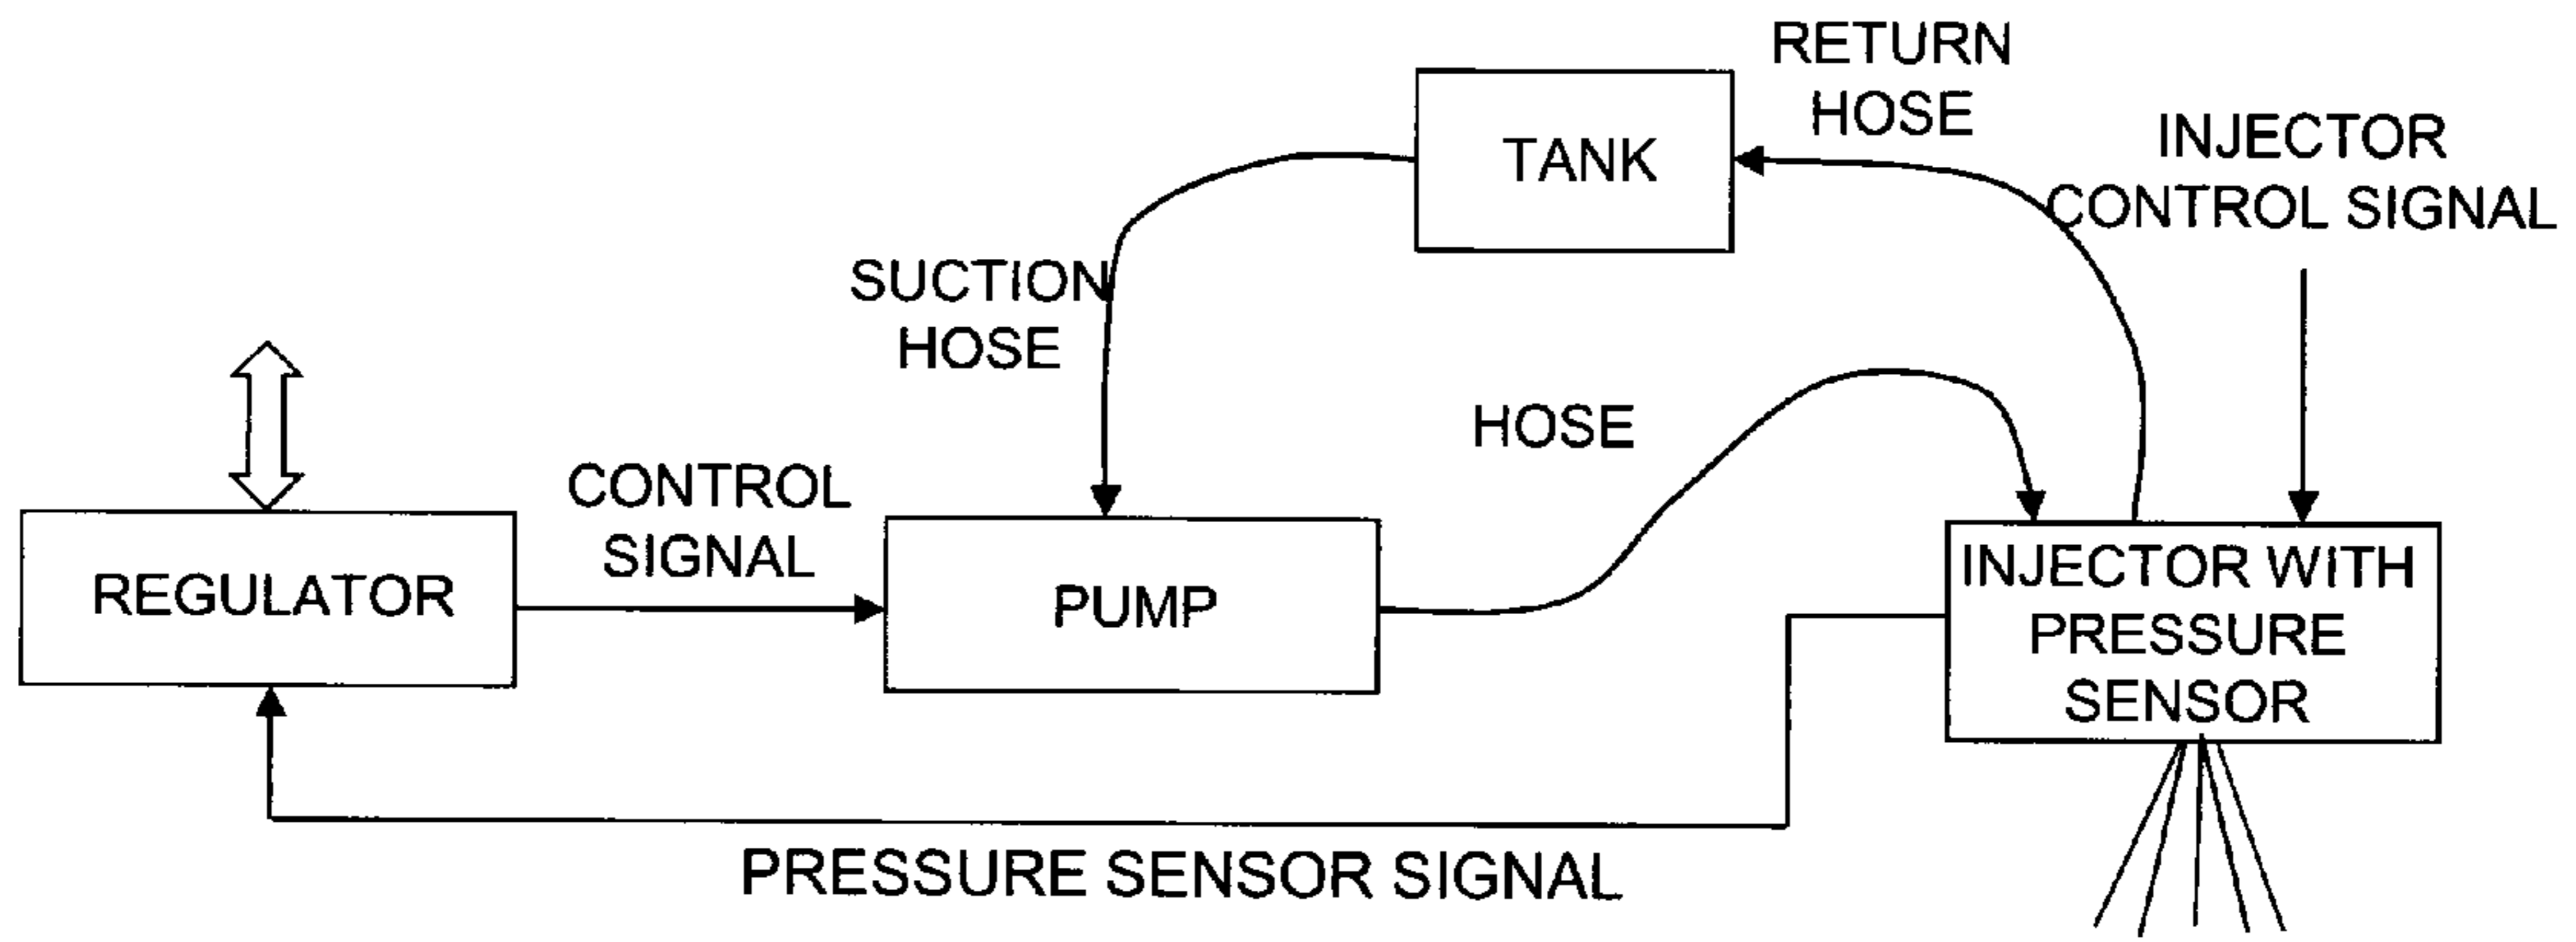 RETURN
HOSE
TANK
INJECTOR
CONTROL SIGNAL
SUCTION
HOSE
HOSE
CONTROL
SIGNAL
REGULATOR
PUMP
INJECTOR WITH
PRESSURE
SENSOR
PRESSURE SENSOR SIGNAL